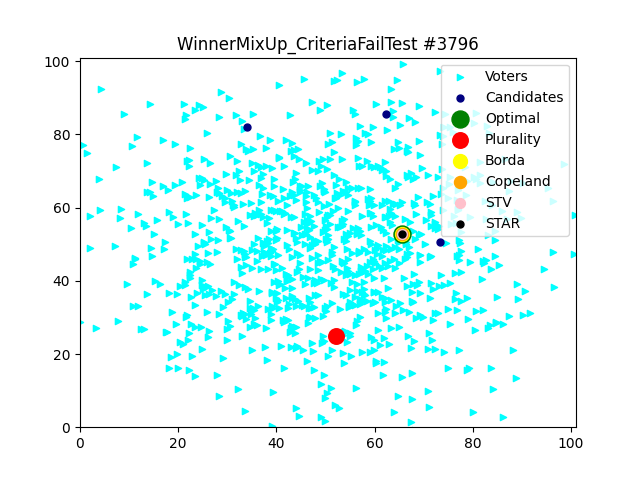 WinnerMixUp_CriteriaFailTest #3796
100
80
60
40
20
0
0
20
40
60
80
100
Voters
Candidates
Optimal
Plurality
Borda
Copeland
STV
STAR